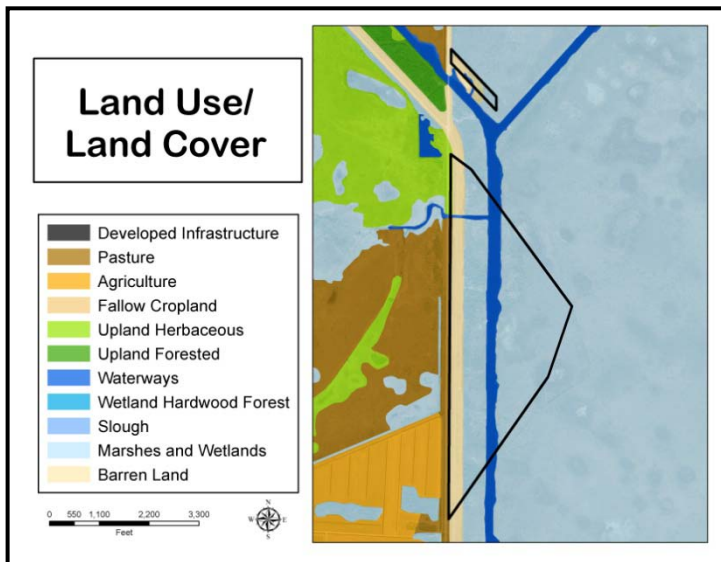 Land Use/
Land Cover
Developed Infrastructure
Pasture
Agriculture
Fallow Cropland
Upland Herbaceous
Upland Forested
Waterways
Wetland Hardwood Forest
Slough
Marshes and Wetlands
Barren Land
0 550 1,100 2,200 3,300
Feet
N
W E
S